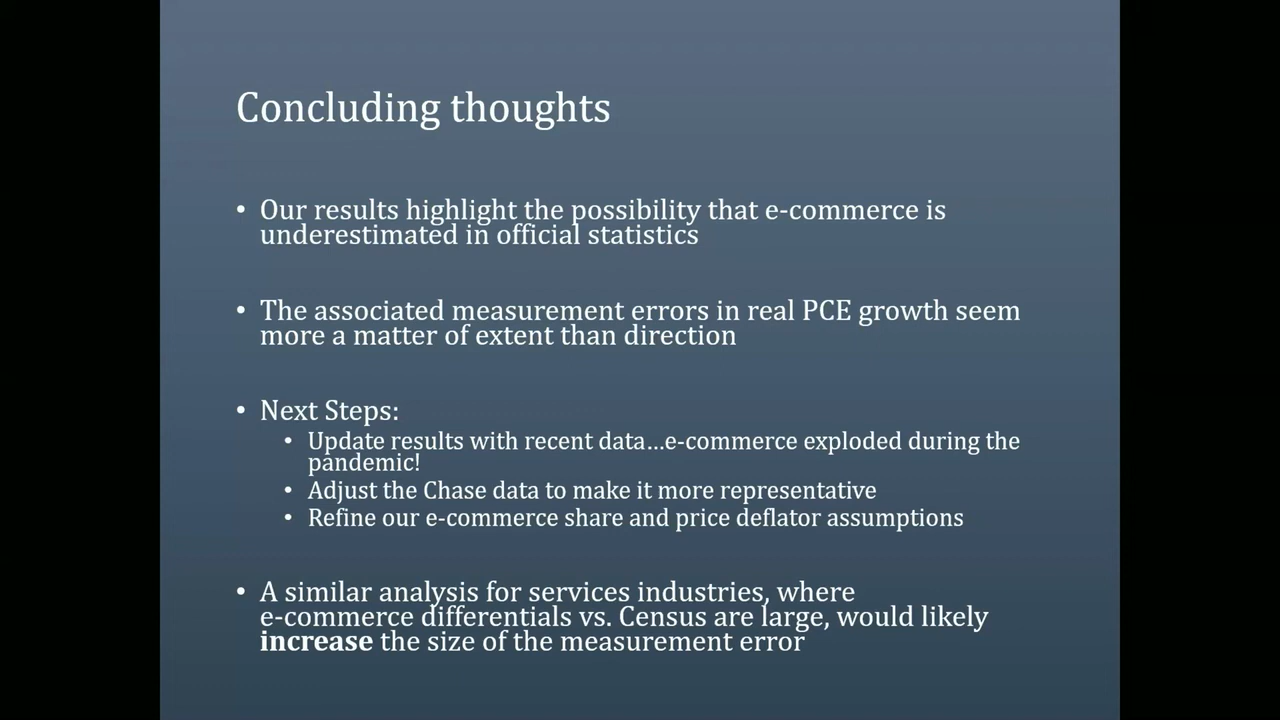 Concluding thoughts
• Our results highlight the possibility that e-commerce is
underestimated in official statistics
• The associated measurement errors in real PCE growth seem
more a matter of extent than direction
• Next Steps:
• Update results with recent data…e-commerce exploded during the
pandemic!
• Adjust the Chase data to make it more representative
• Refine our e-commerce share and price deflator assumptions
• A similar analysis for services industries, where
e-commerce differentials vs. Census are large, would likely
increase the size of the measurement error